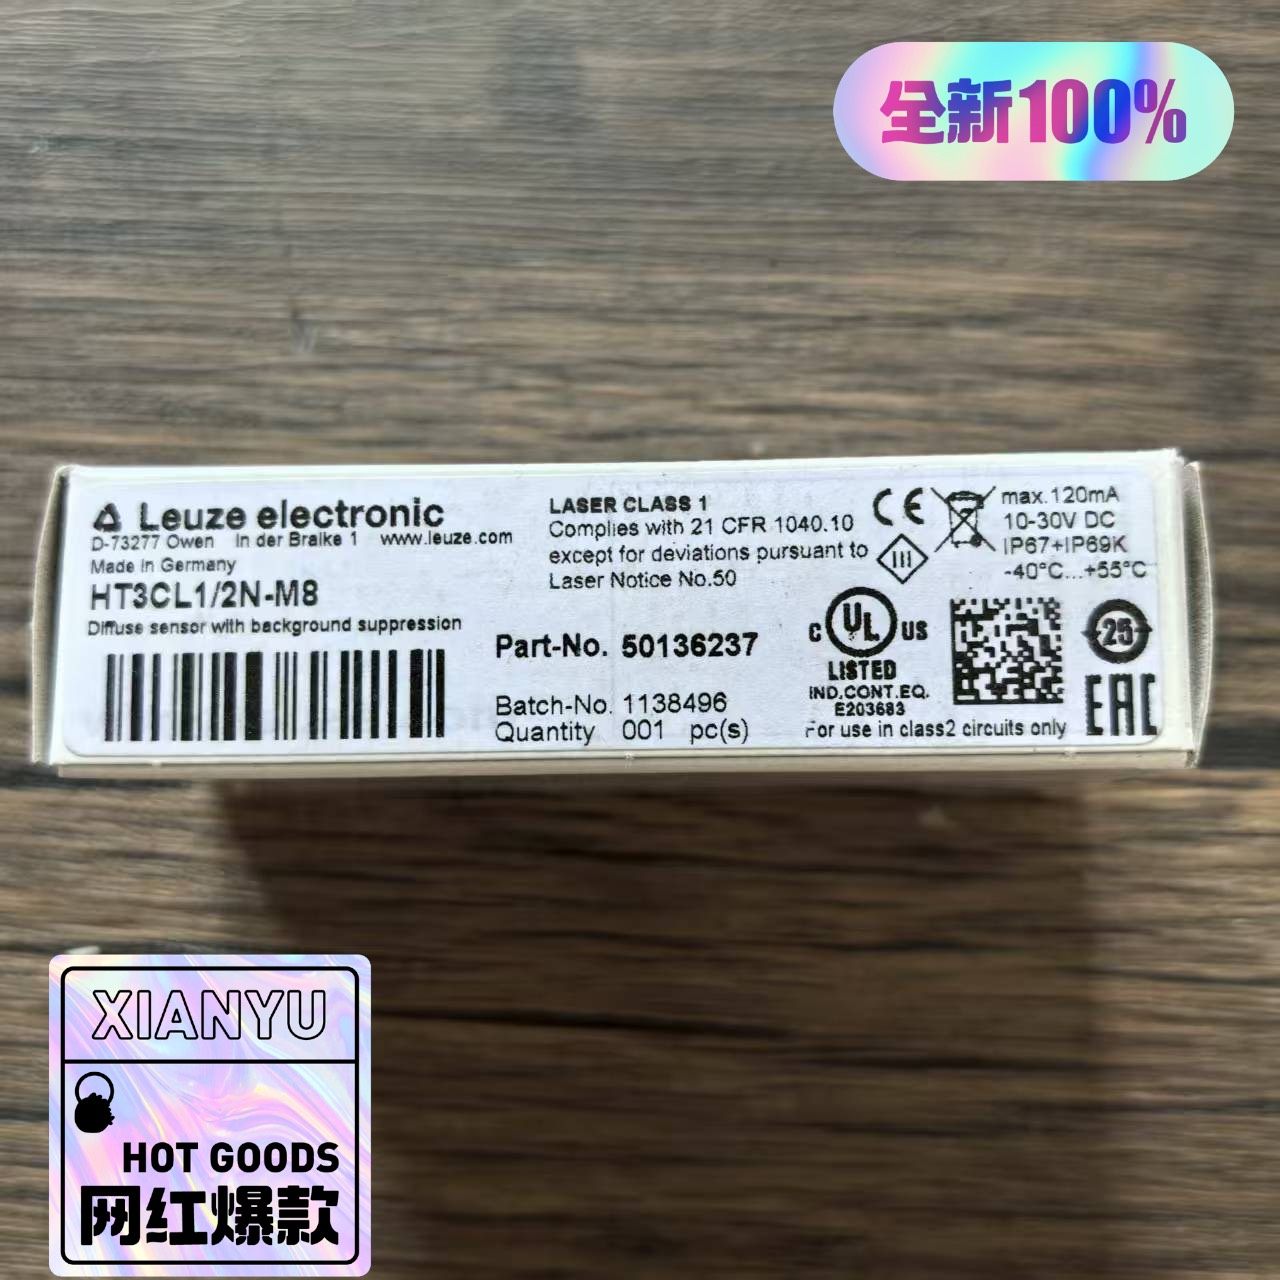 全新100%
Leuze electronic
D-73277 Owen In der Braike 1 www.leuze.com
Made in Germany
HT3CL1/2N-M8
Diffuse sensor with background suppression
LASER CLASS 1
Complies with 21 CFR 1040.10
except for deviations pursuant to
Laser Notice No.50
Part-No. 50136237
Batch-No. 1138496
Quantity 001 pc(s)
CE
max.120mA
10-30V DC
IP67+IP69K
-40°C...+55°C
III
C UL US
LISTED
IND.CONT.EQ.
E203683
For use in class2 circuits only
25
EAC
XIANYU
HOT GOODS
网红爆款